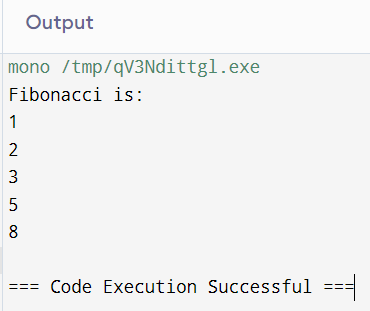 Output
mono /tmp/qV3Ndittgl.exe
Fibonacci is:
1
2
3
5
8
=== Code Execution Successful ===